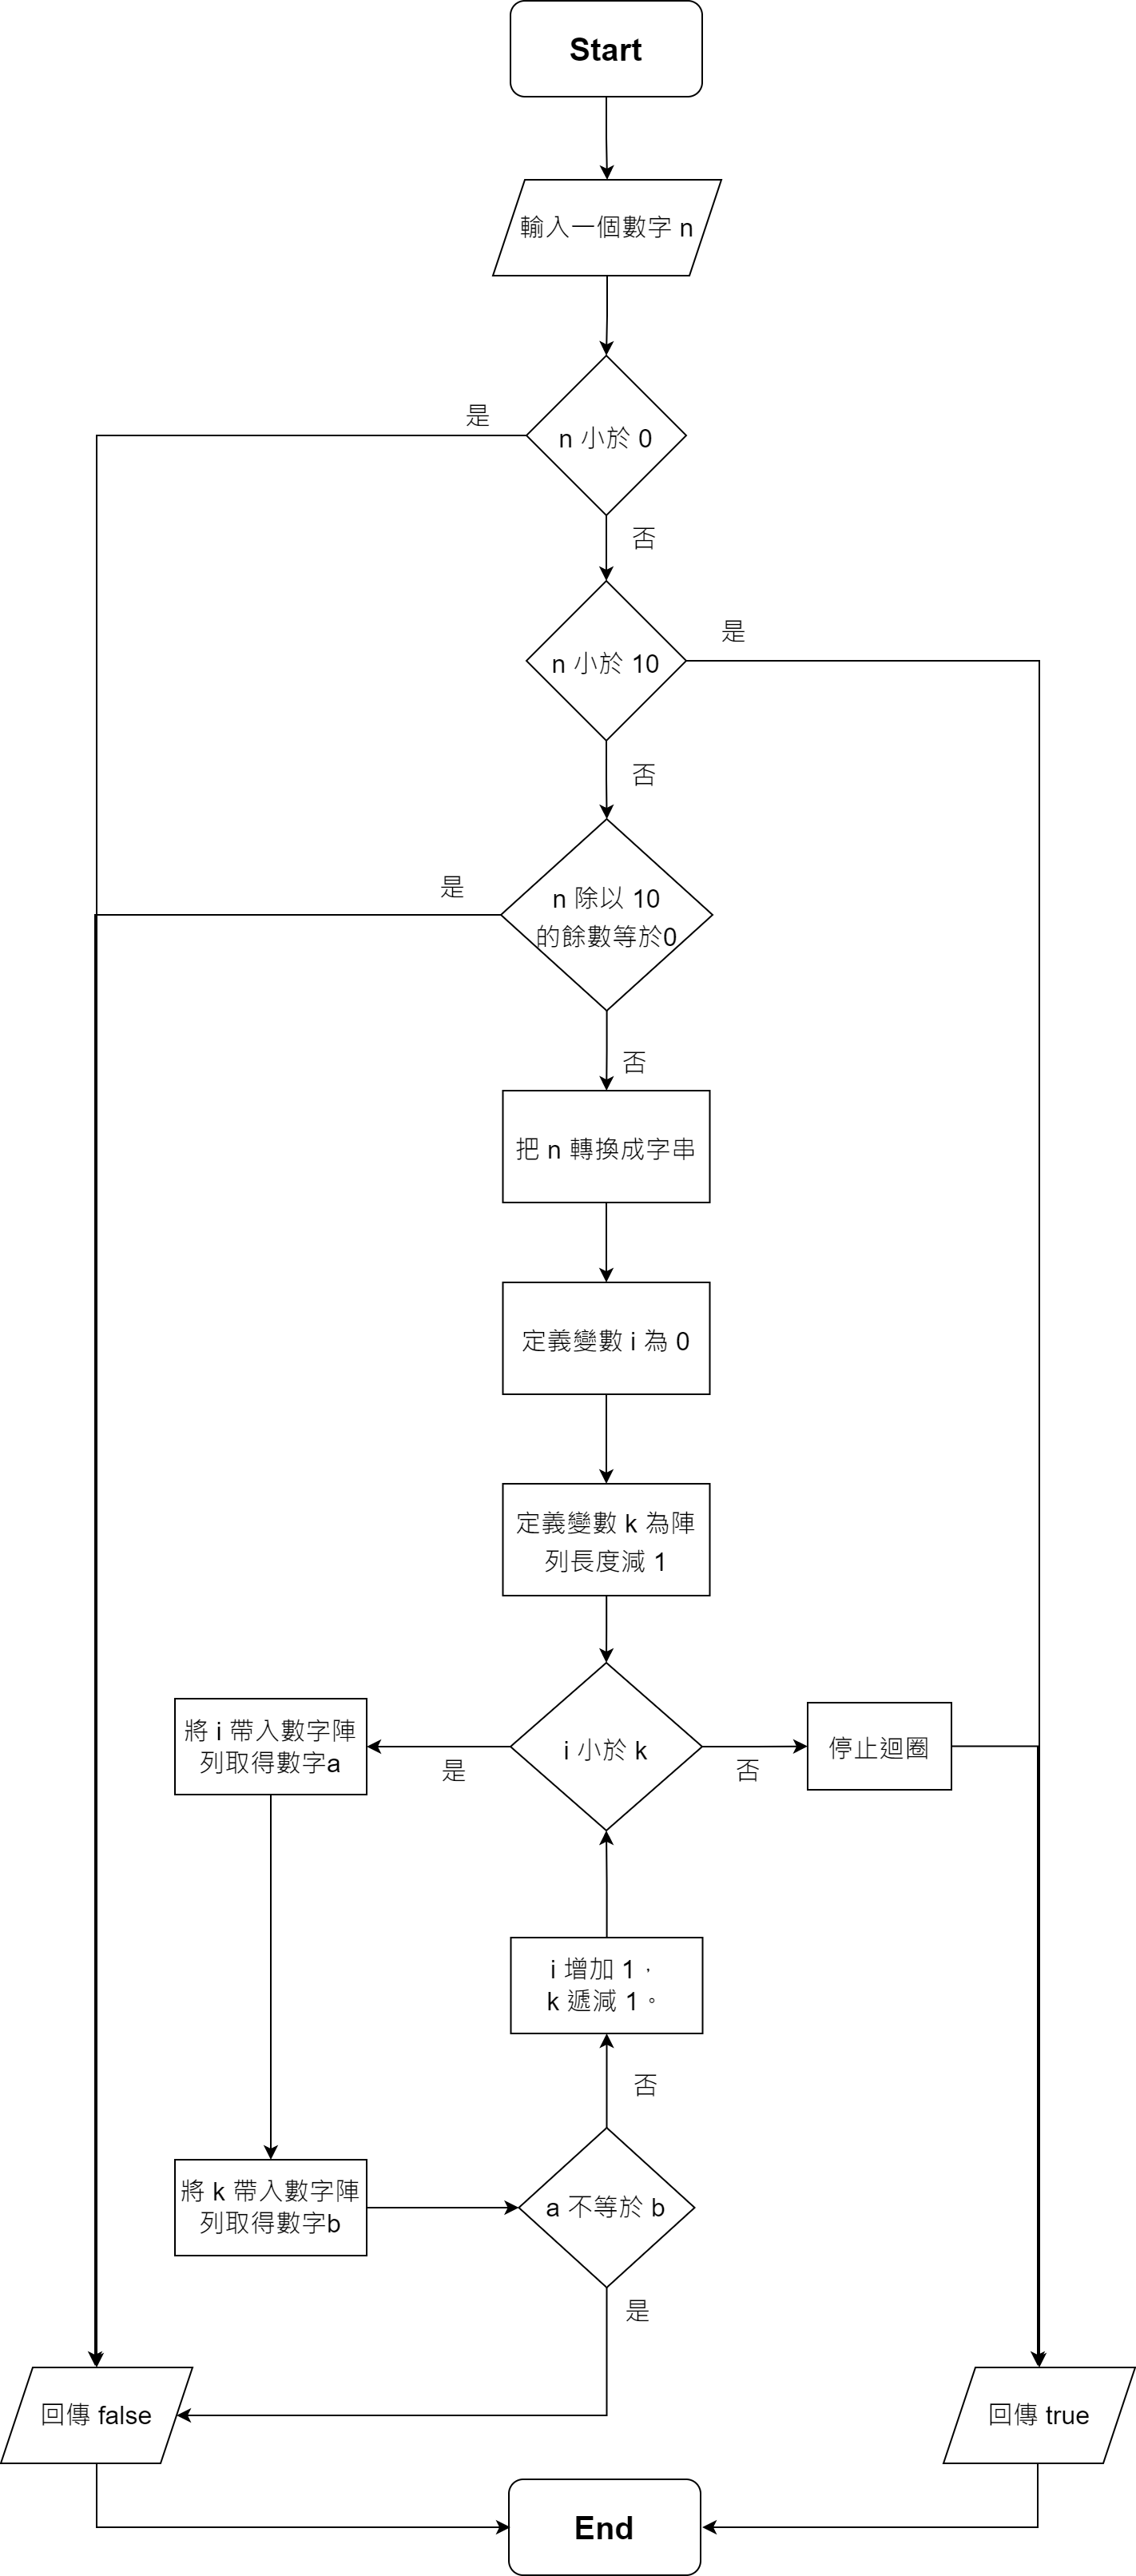 Start
輸入一個數字 n
是
n 小於 0
否
是
n 小於 10
否
是
n 除以 10
的餘數等於0
否
把 n 轉換成字串
定義變數 i 為 0
定義變數 k 為陣
列長度減 1
將 i 帶入數字陣
列取得數字a
i 小於 k
停止迴圈
是
否
i 增加 1，
k 遞減 1。
否
將 k 帶入數字陣
列取得數字b
a 不等於 b
是
回傳 false
回傳 true
End